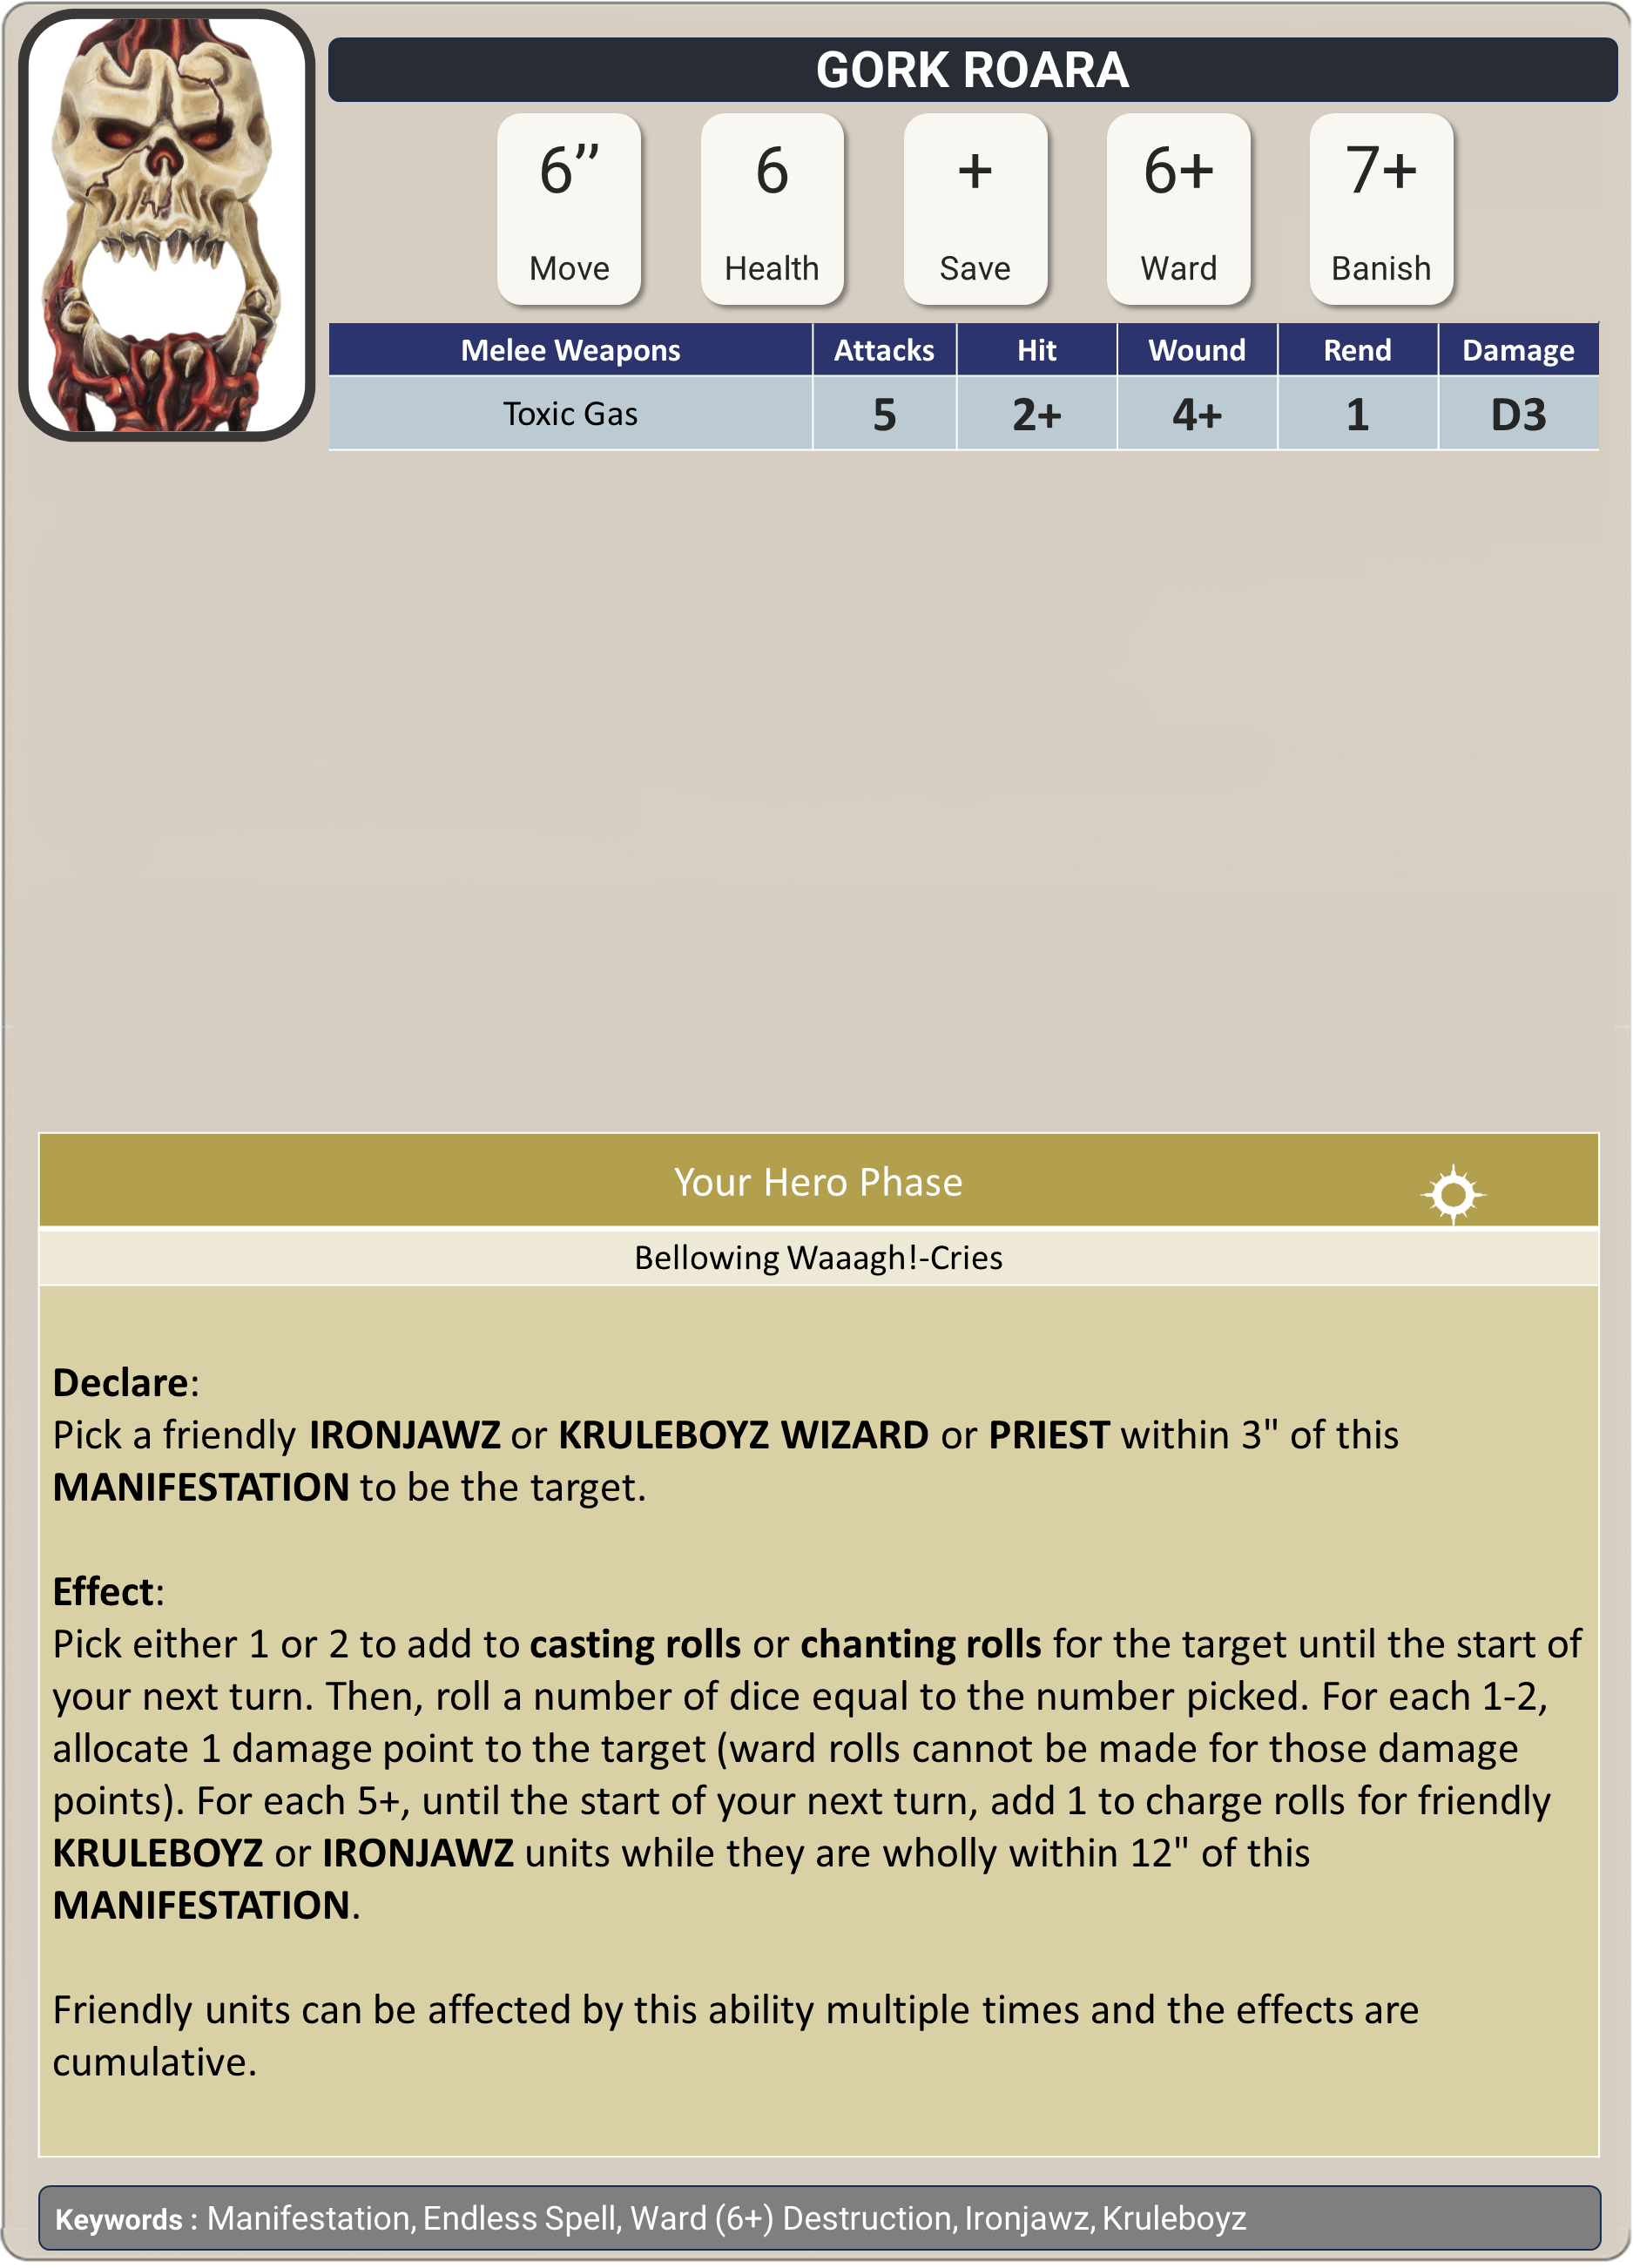 GORK ROARA
6” 6 + 6+ 7+
Move Health Save Ward Banish
Melee Weapons Attacks Hit Wound Rend Damage
Toxic Gas 5 2+ 4+ 1 D3
Your Hero Phase
Bellowing Waaagh!-Cries
Declare:
Pick a friendly IRONJAWZ or KRULEBOYZ WIZARD or PRIEST within 3" of this
MANIFESTATION to be the target.
Effect:
Pick either 1 or 2 to add to casting rolls or chanting rolls for the target until the start of
your next turn. Then, roll a number of dice equal to the number picked. For each 1-2,
allocate 1 damage point to the target (ward rolls cannot be made for those damage
points). For each 5+, until the start of your next turn, add 1 to charge rolls for friendly
KRULEBOYZ or IRONJAWZ units while they are wholly within 12" of this
MANIFESTATION.
Friendly units can be affected by this ability multiple times and the effects are
cumulative.
Keywords : Manifestation, Endless Spell, Ward (6+) Destruction, Ironjawz, Kruleboyz